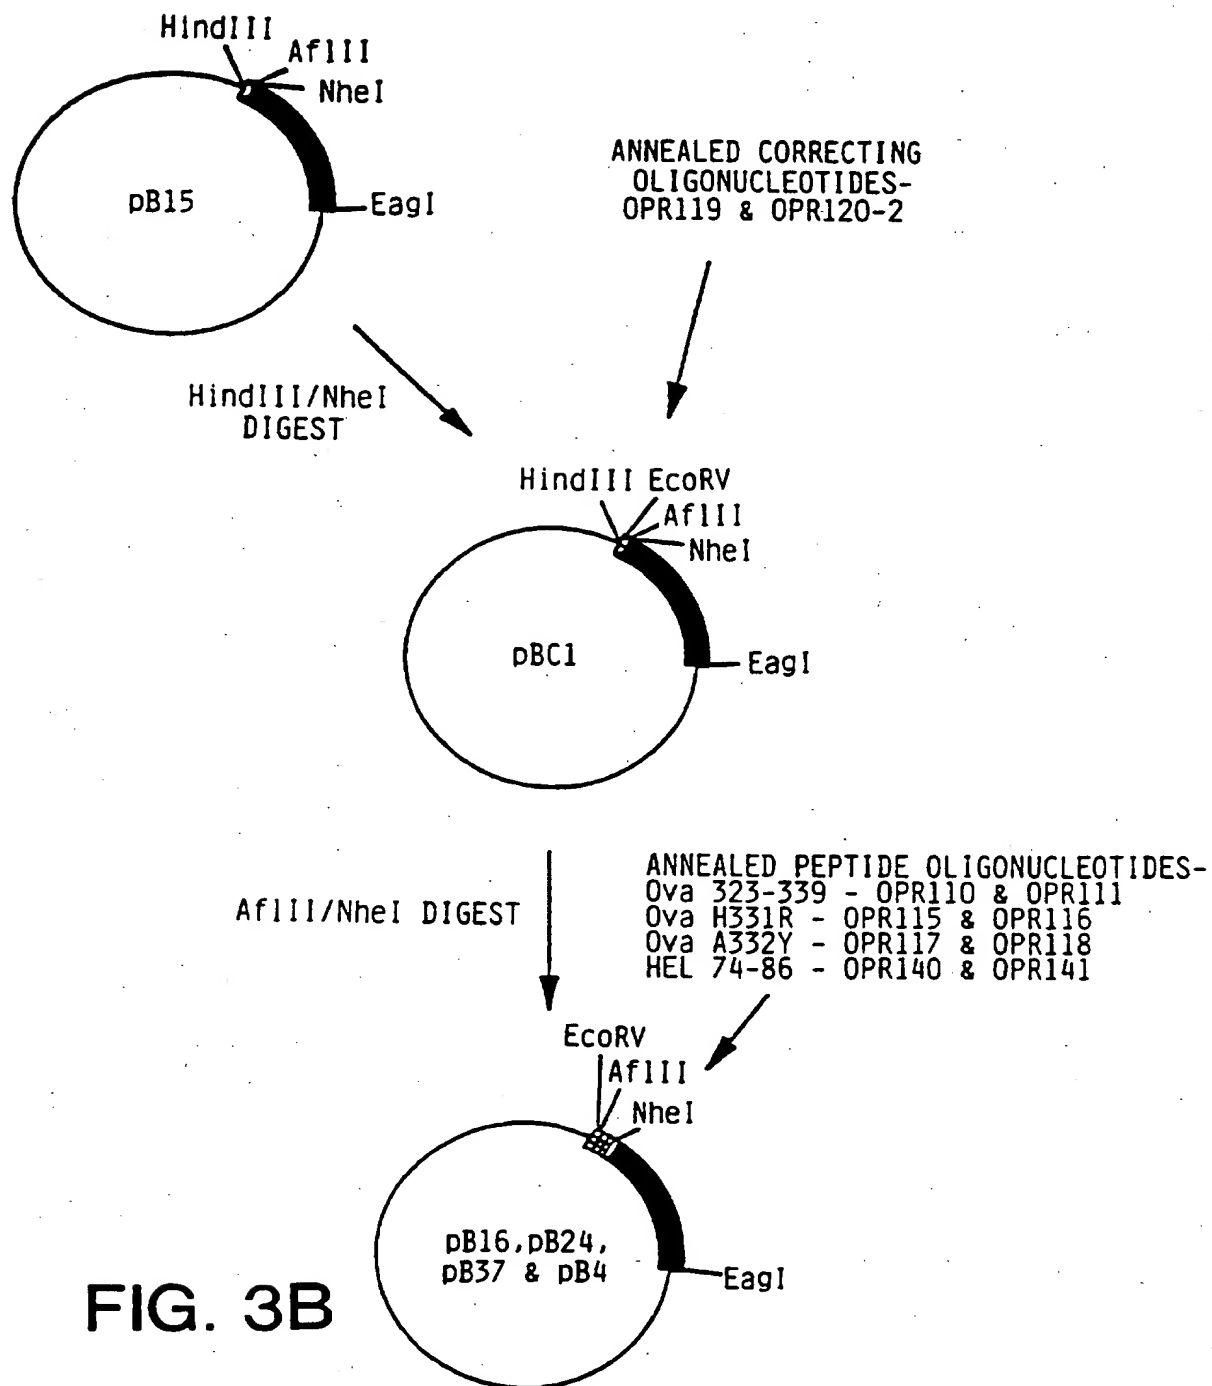 HindIII
AflII
NheI
pB15
EagI
ANNEALED CORRECTING
OLIGONUCLEOTIDES-
OPR119 & OPR120-2
HindIII/NheI
DIGEST
HindIII EcoRV
AflII
NheI
pBC1
EagI
AflII/NheI DIGEST
ANNEALED PEPTIDE OLIGONUCLEOTIDES-
Ova 323-339 - OPR110 & OPR111
Ova H331R - OPR115 & OPR116
Ova A332Y - OPR117 & OPR118
HEL 74-86 - OPR140 & OPR141
EcoRV
AflII
NheI
pB16,pB24,
pB37 & pB4
EagI
FIG. 3B